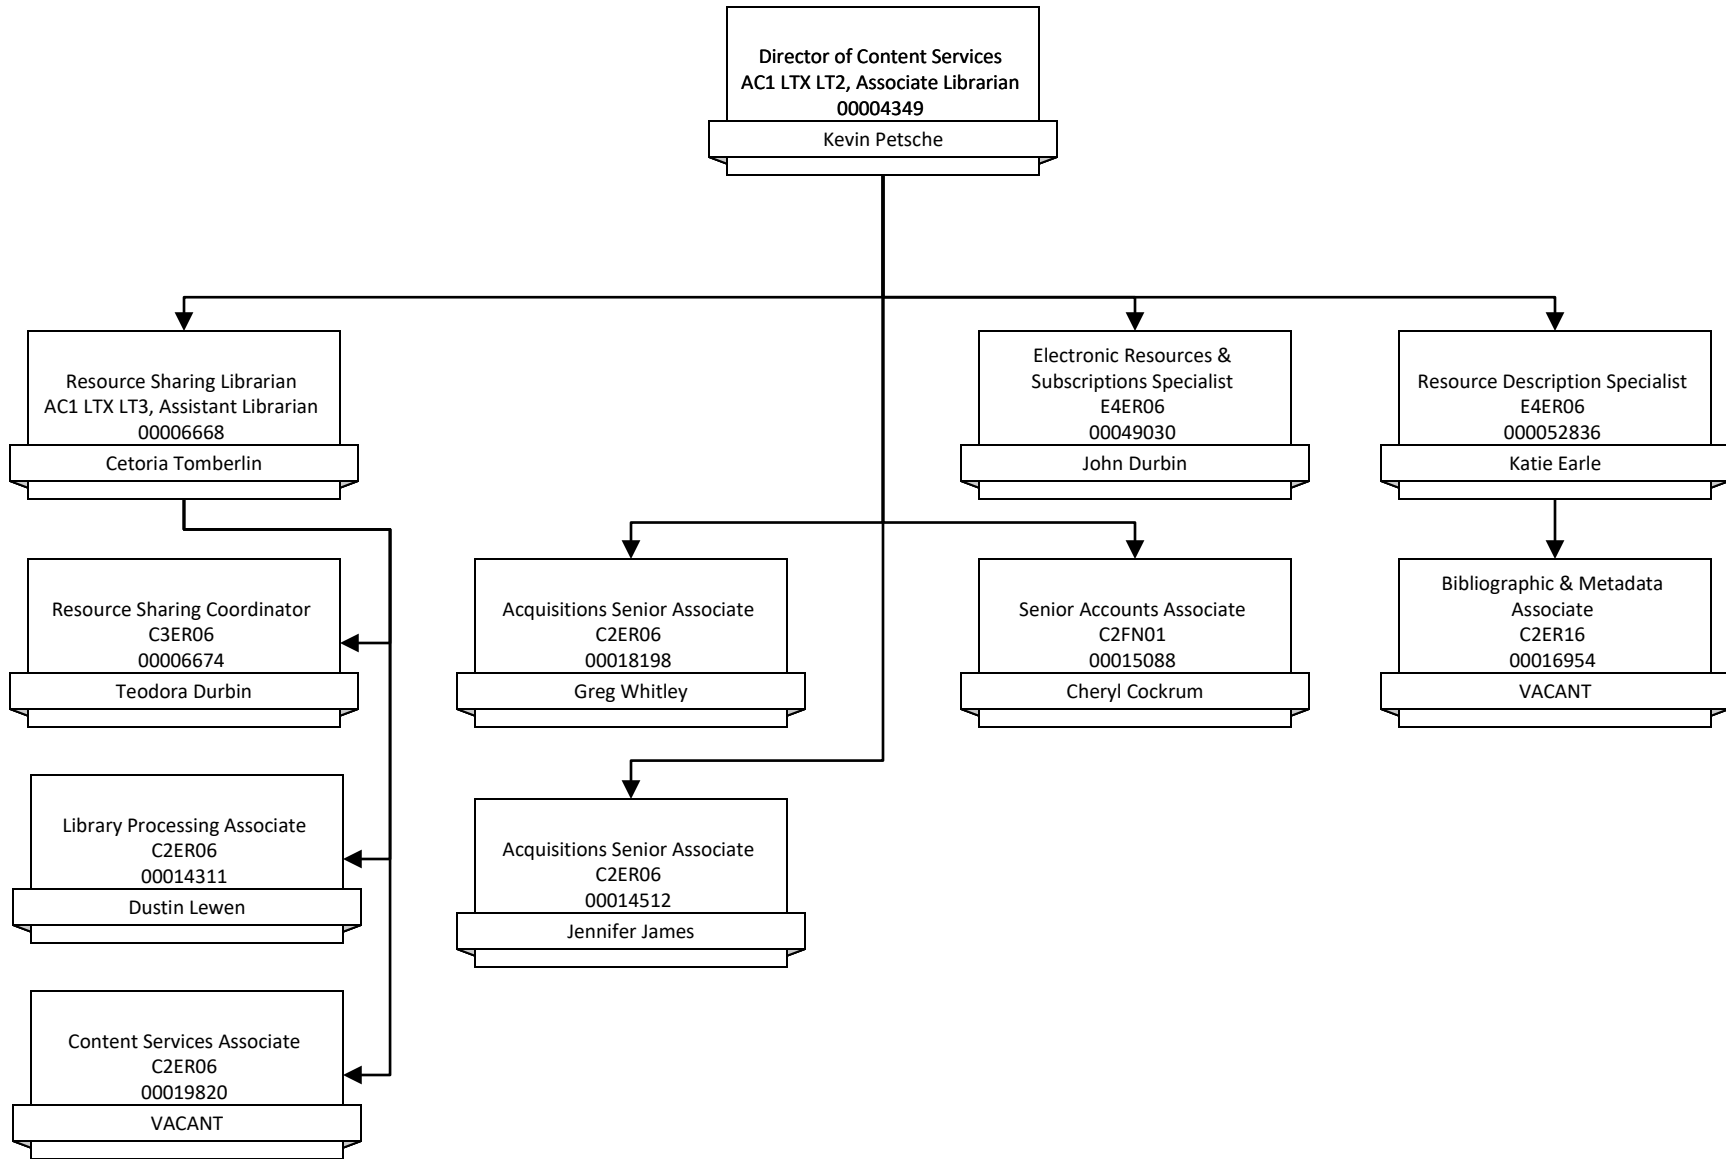 Director of Content Services
AC1 LTX LT2, Associate Librarian
00004349
Kevin Petsche
Resource Sharing Librarian
AC1 LTX LT3, Assistant Librarian
00006668
Cetoria Tomberlin
Electronic Resources &
Subscriptions Specialist
E4ER06
00049030
John Durbin
Resource Description Specialist
E4ER06
000052836
Katie Earle
Resource Sharing Coordinator
C3ER06
00006674
Teodora Durbin
Acquisitions Senior Associate
C2ER06
00018198
Greg Whitley
Senior Accounts Associate
C2FN01
00015088
Cheryl Cockrum
Bibliographic & Metadata
Associate
C2ER16
00016954
VACANT
Library Processing Associate
C2ER06
00014311
Dustin Lewen
Acquisitions Senior Associate
C2ER06
00014512
Jennifer James
Content Services Associate
C2ER06
00019820
VACANT